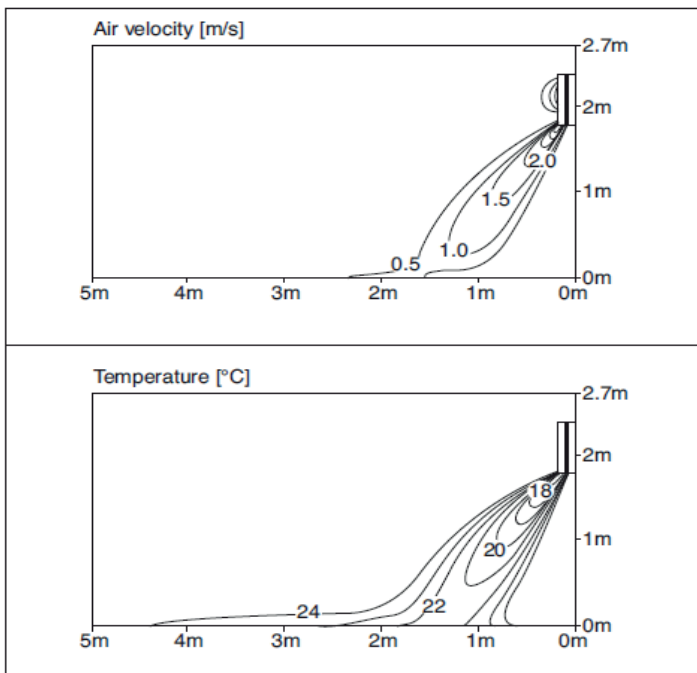 Air velocity [m/s]
2.7m
2m
2.0
1m
1.5
1.0
0.5
0m
5m 4m 3m 2m 1m 0m
Temperature [°C]
2.7m
2m
18
1m
20
22
24
0m
5m 4m 3m 2m 1m 0m